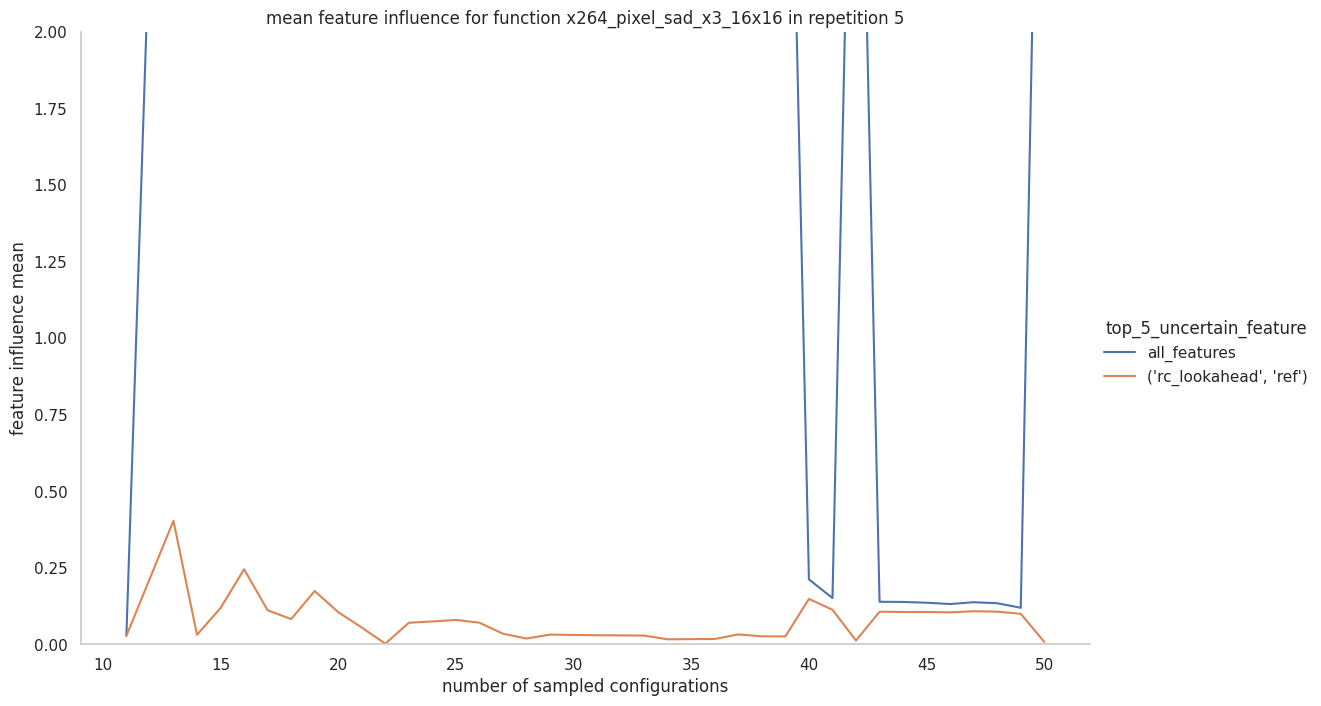 mean feature influence for function x264_pixel_sad_x3_16x16 in repetition 5
2.00
1.75
1.50
1.25
1.00
0.75
0.50
0.25
0.00
feature influence mean
10 15 20 25 30 35 40 45 50
number of sampled configurations
top_5_uncertain_feature
all_features
('rc_lookahead', 'ref')